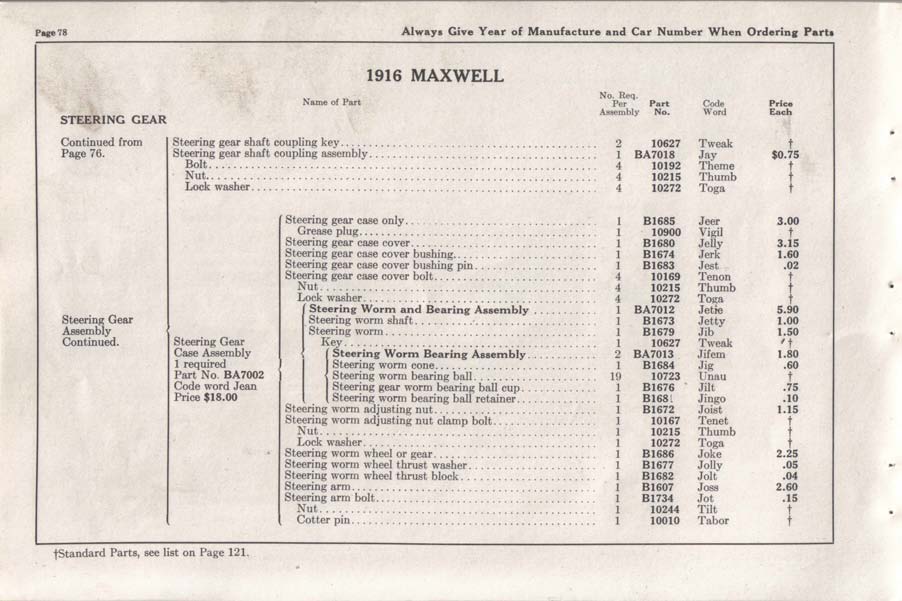 Page 78 Always Give Year of Manufacture and Car Number When Ordering Parts
1916 MAXWELL
Name of Part No. Req. Per Assembly Part No. Code Word Price Each
STEERING GEAR
Continued from Page 76.
Steering gear shaft coupling key 2 10627 Tweak †
Steering gear shaft coupling assembly 1 BA7018 Jay $0.75
Bolt 4 10192 Theme †
Nut 4 10215 Thumb †
Lock washer 4 10272 Toga †
Steering Gear
Assembly
Continued.
Steering Gear
Case Assembly
1 required
Part No. BA7002
Code word Jean
Price $18.00
Steering gear case only 1 B1685 Jeer 3.00
Grease plug 1 10900 Vigil †
Steering gear case cover 1 B1680 Jelly 3.15
Steering gear case cover bushing 1 B1674 Jerk 1.60
Steering gear case cover bushing pin 1 B1683 Jest .02
Steering gear case cover bolt 4 10169 Tenon †
Nut 4 10215 Thumb †
Lock washer 4 10272 Toga †
Steering Worm and Bearing Assembly 1 BA7012 Jetie 5.90
Steering worm shaft 1 B1673 Jetty 1.00
Steering worm 1 B1679 Jib 1.50
Key 1 10627 Tweak †
Steering Worm Bearing Assembly 2 BA7013 Jifem 1.80
Steering worm cone 1 B1684 Jig .60
Steering worm bearing ball 19 10723 Unau †
Steering gear worm bearing ball cup 1 B1676 Jilt .75
Steering worm bearing ball retainer 1 Jingo .10
Steering worm adjusting nut 1 B1672 Joist 1.15
Steering worm adjusting nut clamp bolt 1 10167 Tenet †
Nut 1 10215 Thumb †
Lock washer 1 10272 Toga †
Steering worm wheel or gear 1 B1686 Joke 2.25
Steering worm wheel thrust washer 1 B1677 Jolly .05
Steering worm wheel thrust block 1 B1682 Jolt .04
Steering arm 1 B1607 Joss 2.60
Steering arm bolt 1 B1734 Jot .15
Nut 1 10244 Tilt †
Cotter pin 1 10010 Tabor †
†Standard Parts, see list on Page 121.